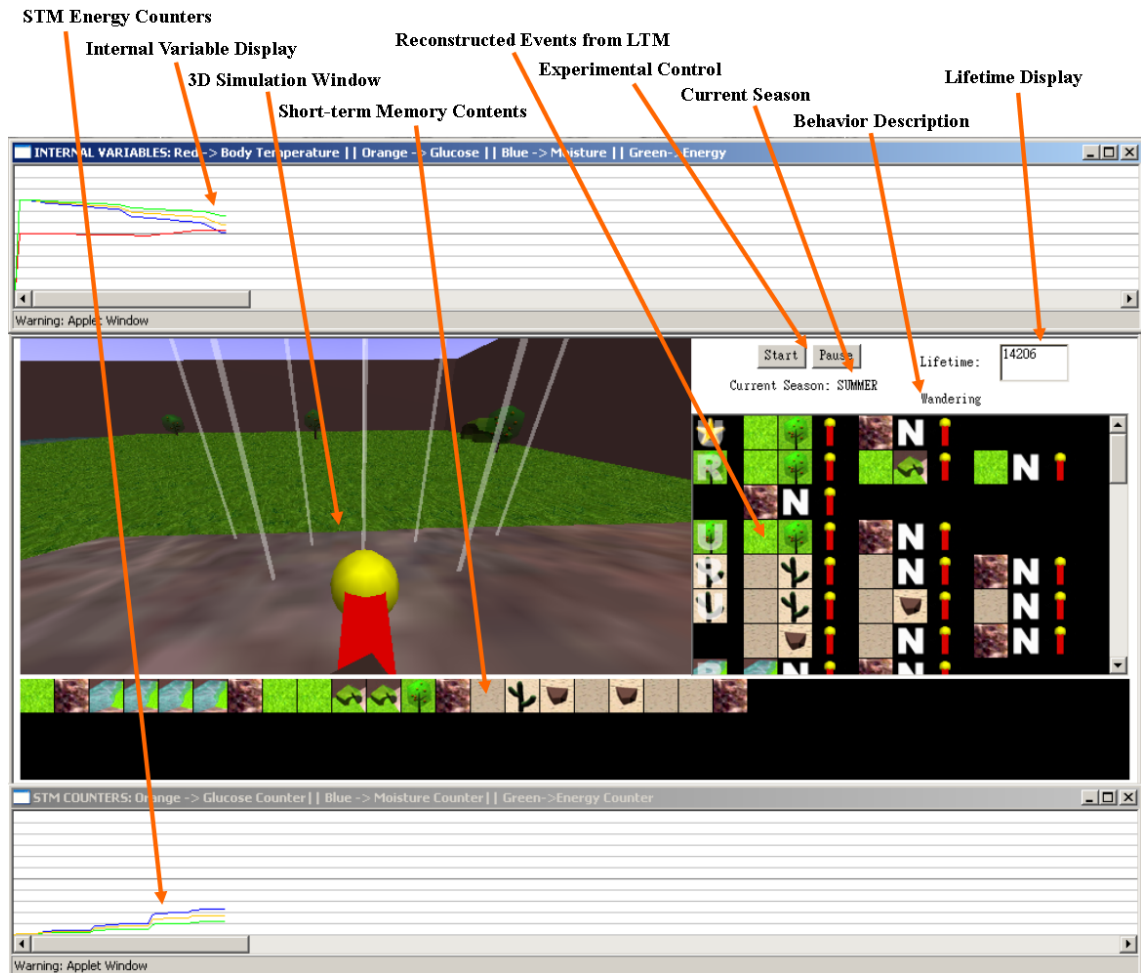 STM Energy Counters
Internal Variable Display
3D Simulation Window
Short-term Memory Contents
Reconstructed Events from LTM
Experimental Control
Current Season
Behavior Description
Lifetime Display
INTERNAL VARIABLES: Red-> Body Temperature || Orange -> Glucose || Blue -> Moisture || Green->Energy
Warning: Applet Window
Start Pause
Lifetime: 14206
Current Season: SUMMER
Wandering
N
R N
N
U N
N N
U N N
N N
R N N
STM COUNTERS: Orange -> Glucose Counter|| Blue -> Moisture Counter|| Green->Energy Counter
Warning: Applet Window